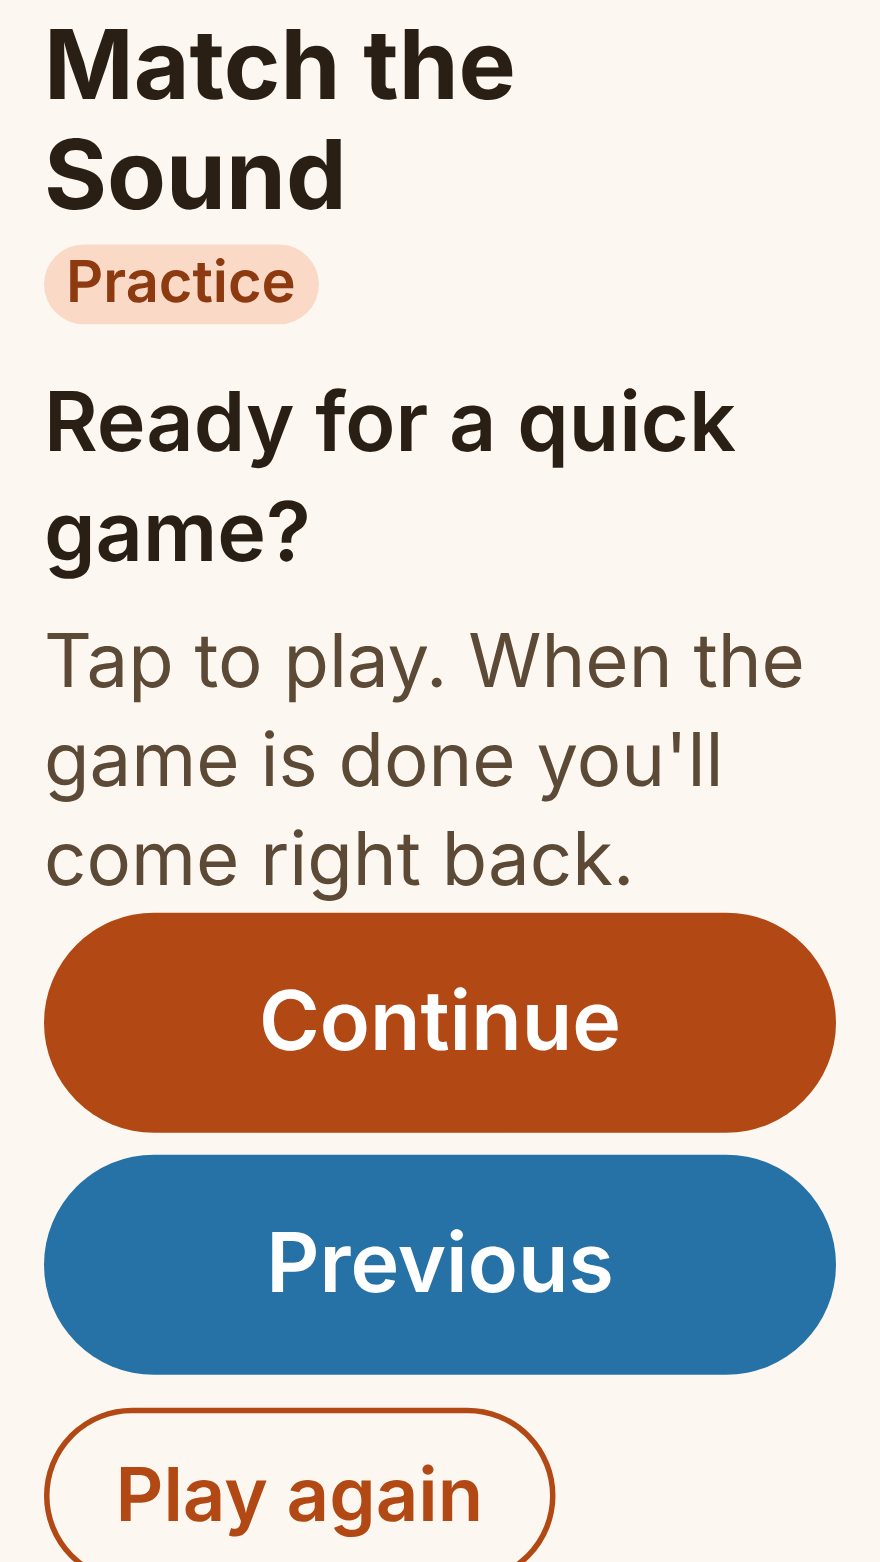 Match the
Sound
Practice
Ready for a quick
game?
Tap to play. When the
game is done you'll
come right back.
Continue
Previous
Play again